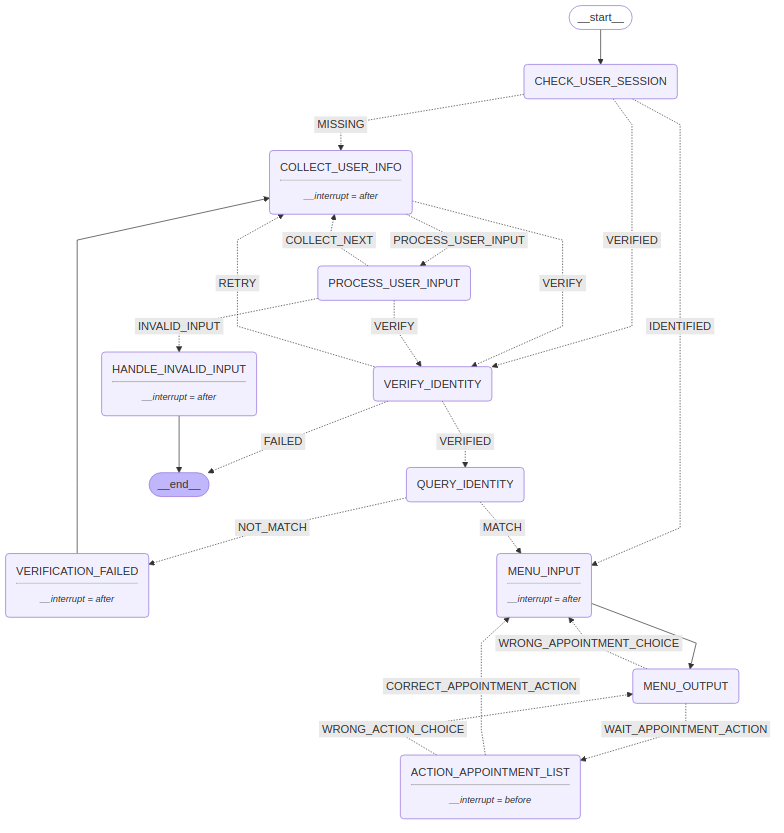 __start__
CHECK_USER_SESSION
MISSING
COLLECT_USER_INFO
__interrupt = after
COLLECT_NEXT
PROCESS_USER_INPUT
VERIFIED
RETRY
PROCESS_USER_INPUT
VERIFY
INVALID_INPUT
VERIFY
IDENTIFIED
HANDLE_INVALID_INPUT
__interrupt = after
VERIFY_IDENTITY
FAILED
VERIFIED
__end__
QUERY_IDENTITY
NOT_MATCH
MATCH
VERIFICATION_FAILED
__interrupt = after
MENU_INPUT
__interrupt = after
WRONG_APPOINTMENT_CHOICE
CORRECT_APPOINTMENT_ACTION
MENU_OUTPUT
WRONG_ACTION_CHOICE
WAIT_APPOINTMENT_ACTION
ACTION_APPOINTMENT_LIST
__interrupt = before